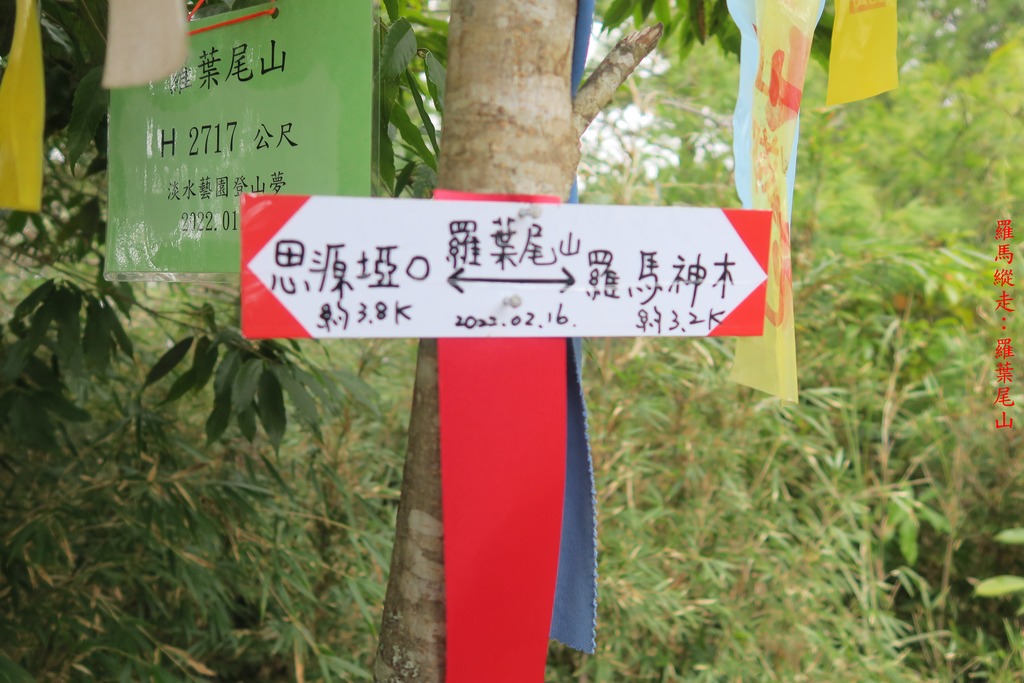 羅葉尾山
H 2717 公尺
淡水藝園登山夢
2022.01
羅葉尾山
思源埡口
羅馬神木
約3.8K
2022.02.16.
約3.2K
羅馬縱走：羅葉尾山